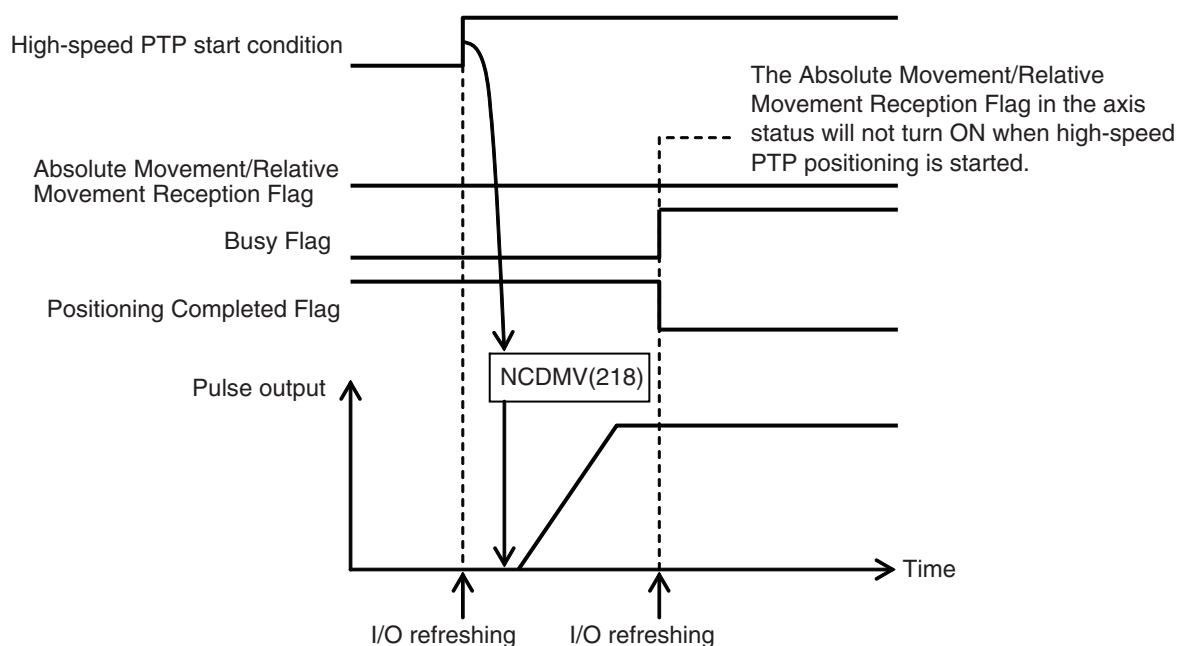 High-speed PTP start condition
The Absolute Movement/Relative
Movement Reception Flag in the axis
status will not turn ON when high-speed
PTP positioning is started.
Absolute Movement/Relative
Movement Reception Flag
Busy Flag
Positioning Completed Flag
NCDMV(218)
Pulse output
Time
I/O refreshing
I/O refreshing